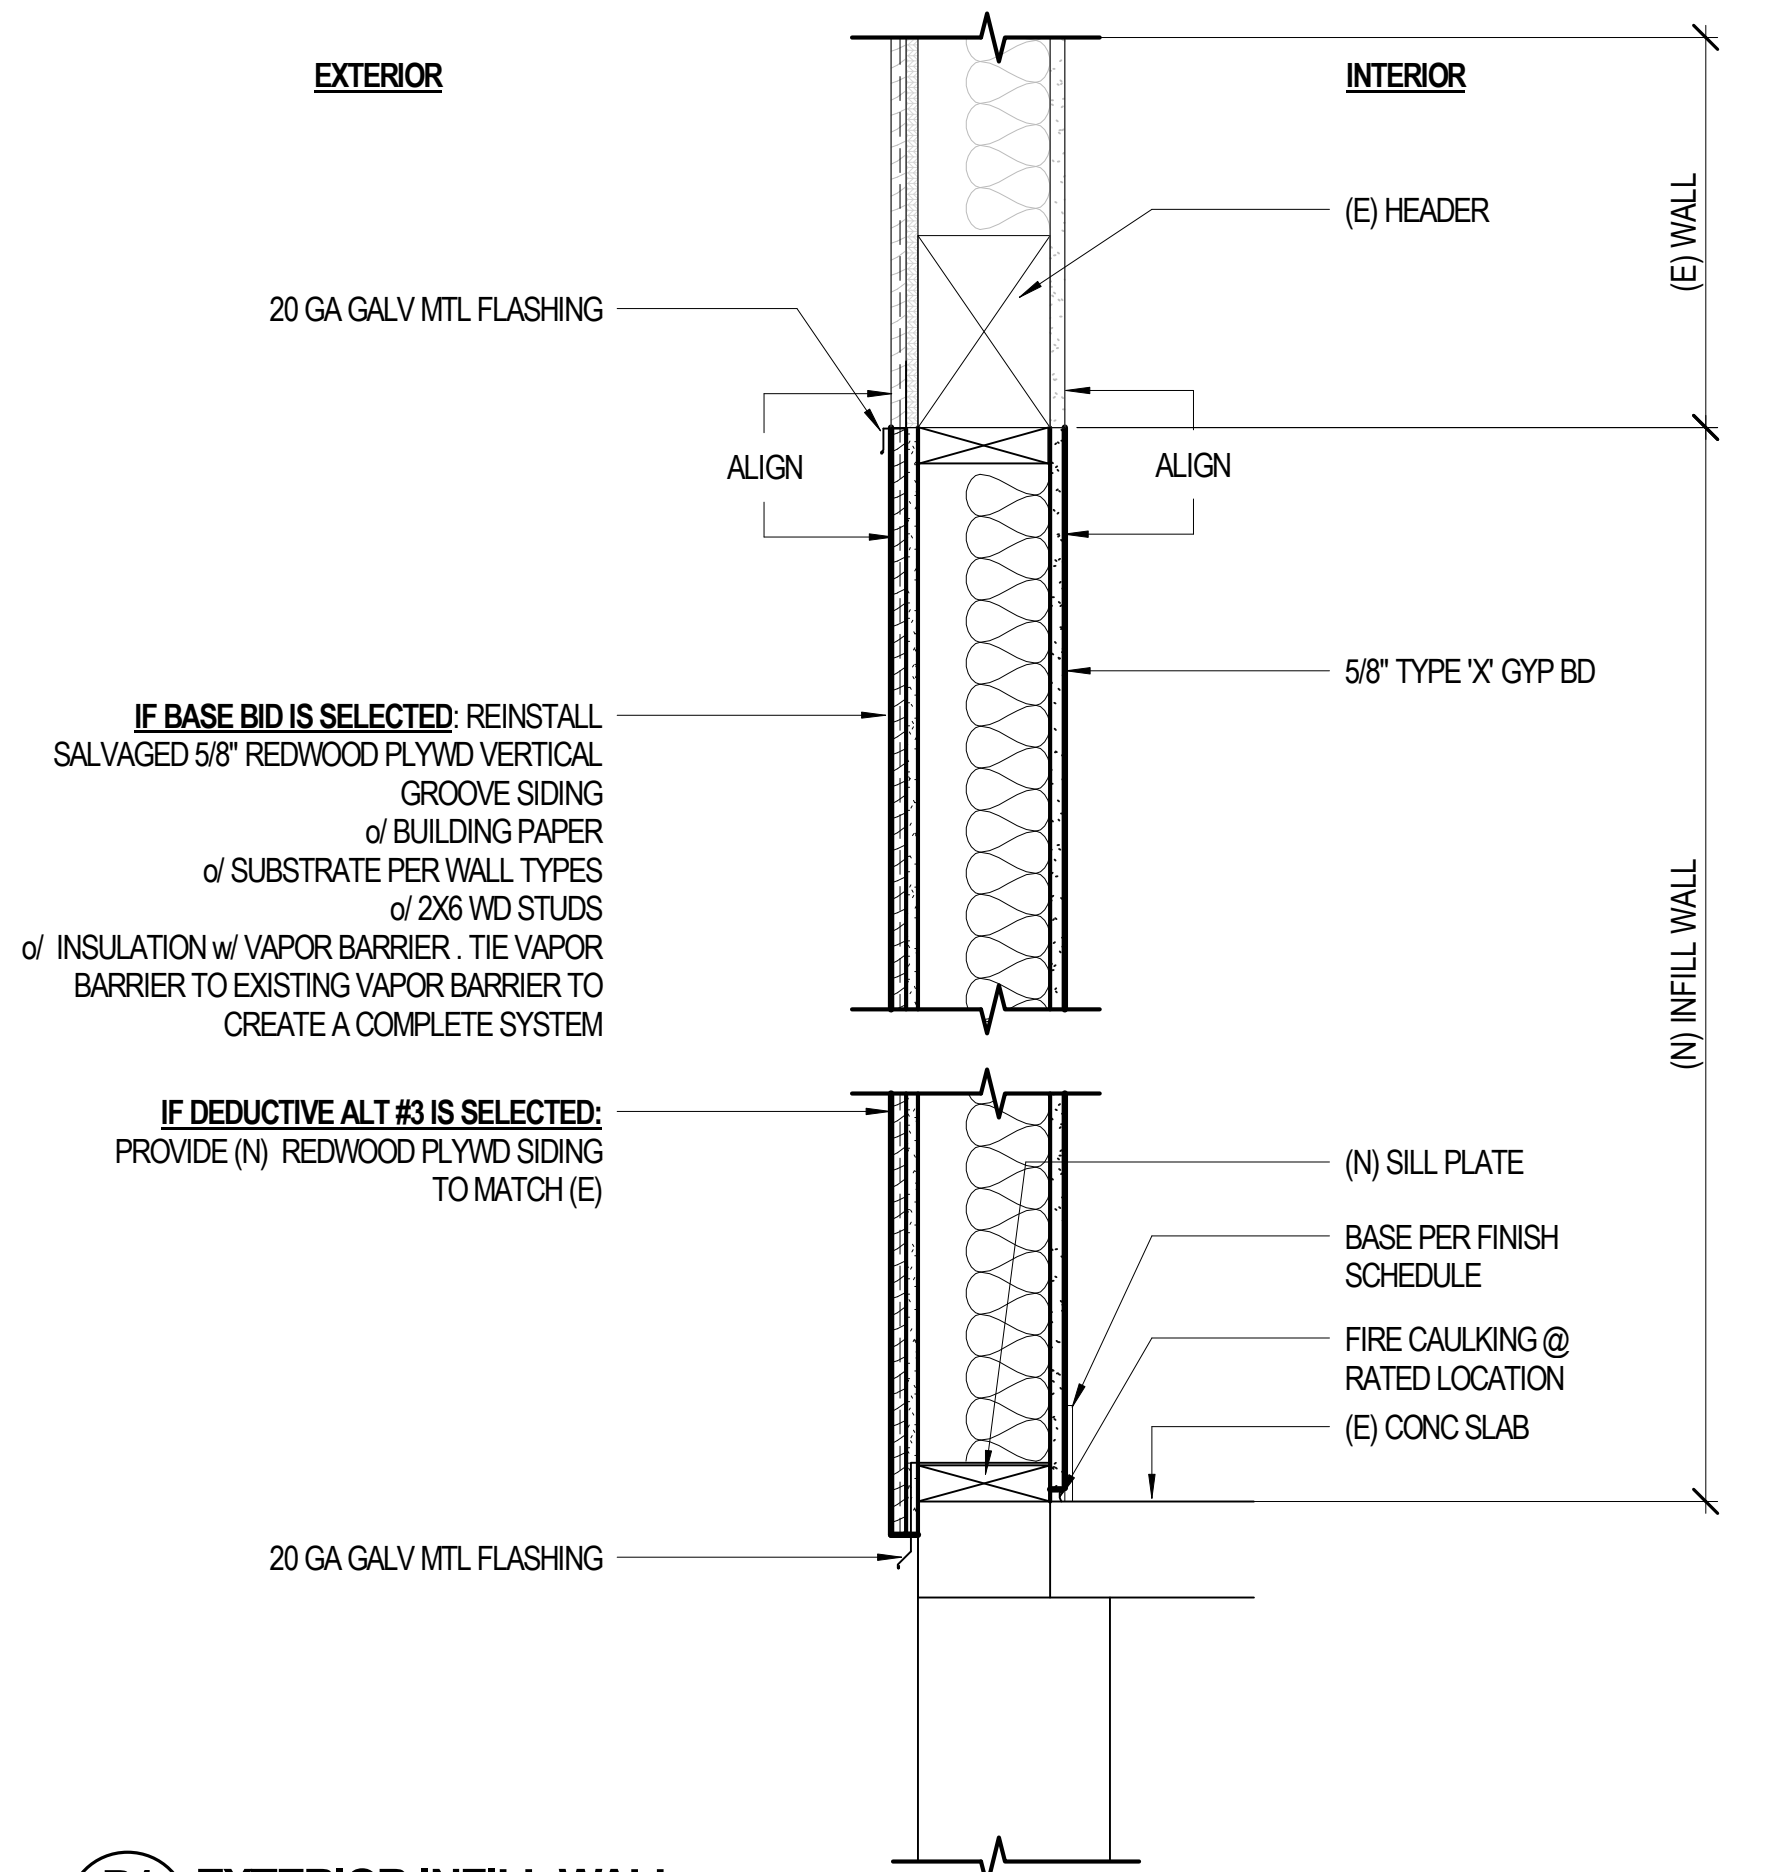 EXTERIOR
INTERIOR
(E) WALL
(E) HEADER
20 GA GALV MTL FLASHING
ALIGN
ALIGN
5/8" TYPE 'X' GYP BD
IF BASE BID IS SELECTED: REINSTALL
SALVAGED 5/8" REDWOOD PLYWD VERTICAL
GROOVE SIDING
o/ BUILDING PAPER
o/ SUBSTRATE PER WALL TYPES
o/ 2X6 WD STUDS
o/ INSULATION w/ VAPOR BARRIER . TIE VAPOR
BARRIER TO EXISTING VAPOR BARRIER TO
CREATE A COMPLETE SYSTEM
(N) INFILL WALL
IF DEDUCTIVE ALT #3 IS SELECTED:
PROVIDE (N) REDWOOD PLYWD SIDING
TO MATCH (E)
(N) SILL PLATE
BASE PER FINISH
SCHEDULE
FIRE CAULKING @
RATED LOCATION
(E) CONC SLAB
20 GA GALV MTL FLASHING
EXTERIOR INFILL WALL